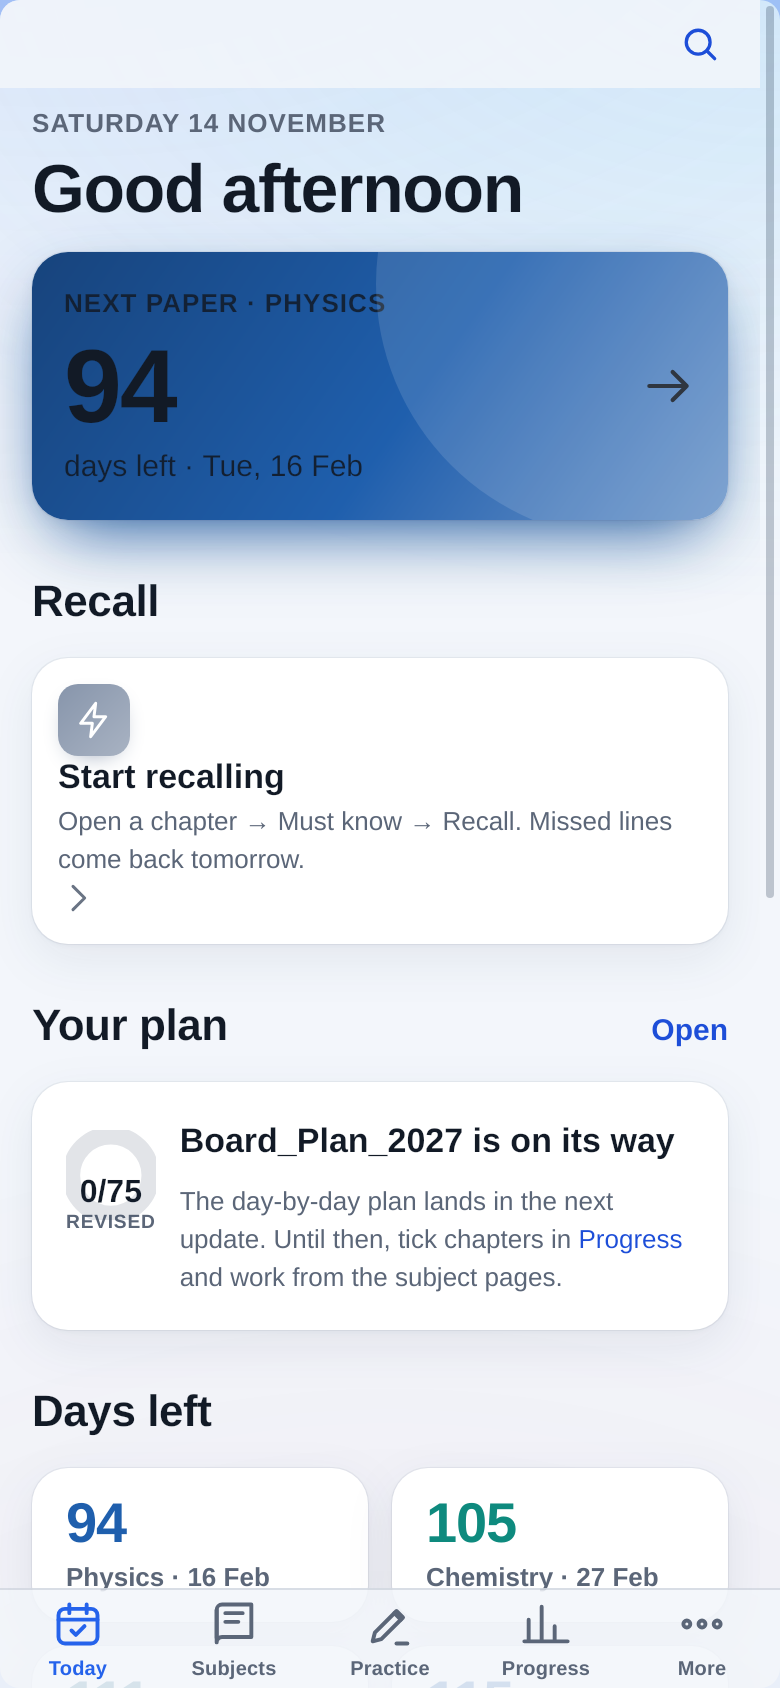 SATURDAY 14 NOVEMBER
Good afternoon
NEXT PAPER · PHYSICS
94
days left · Tue, 16 Feb
Recall
Start recalling
Open a chapter → Must know → Recall. Missed lines
come back tomorrow.
Your plan
Open
0/75
REVISED
Board_Plan_2027 is on its way
The day-by-day plan lands in the next
update. Until then, tick chapters in Progress
and work from the subject pages.
Days left
94
Physics · 16 Feb
105
Chemistry · 27 Feb
Today
Subjects
Practice
Progress
More